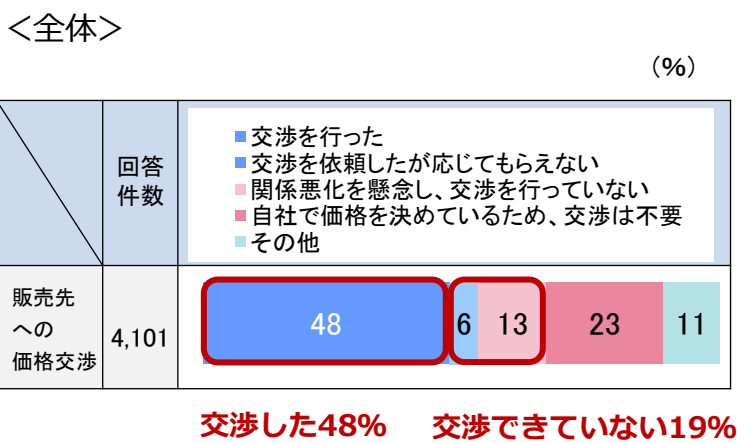 ＜全体＞
（%）
回答
件数
■交渉を行った
■交渉を依頼したが応じてもらえない
■関係悪化を懸念し、交渉を行っていない
■自社で価格を決めているため、交渉は不要
■その他
販売先
への
価格交渉
4,101
48
6
13
23
11
交渉した48%
交渉できていない19%